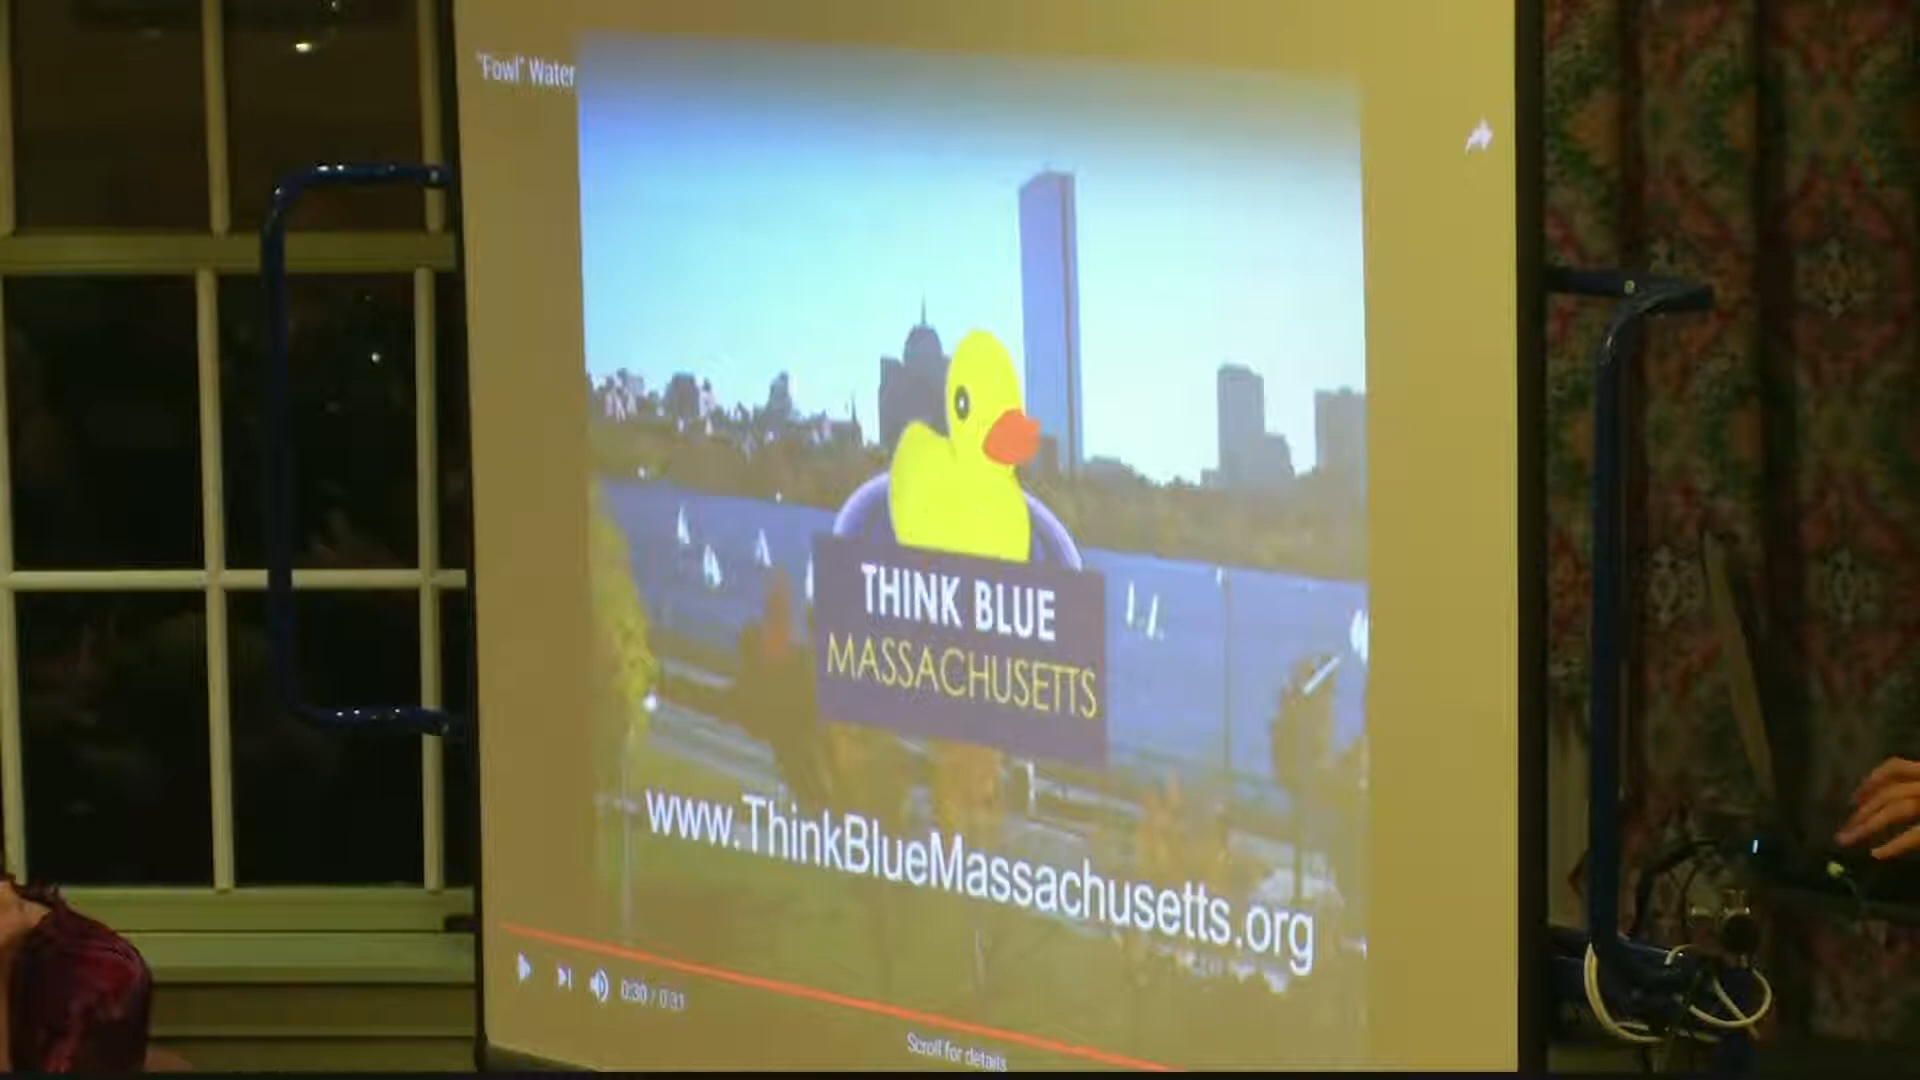 "Fowl" Water
THINK BLUE
MASSACHUSETTS
www.ThinkBlueMassachusetts.org
0:30 / 0:31
Scroll for details